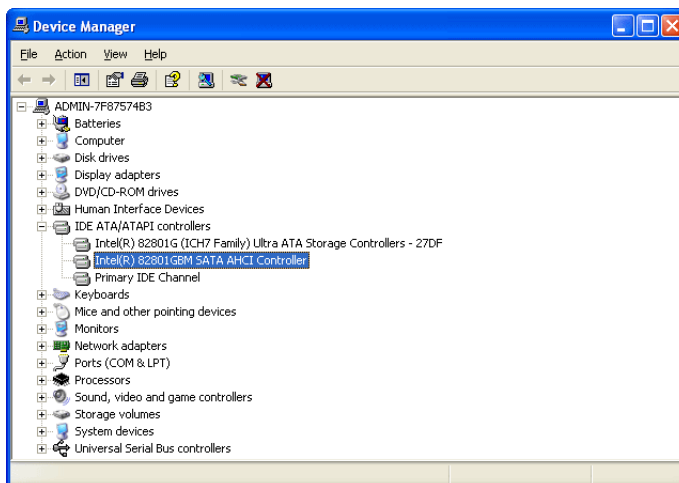 Device Manager
File Action View Help
ADMIN-7F87574B3
Batteries
Computer
Disk drives
Display adapters
DVD/CD-ROM drives
Human Interface Devices
IDE ATA/ATAPI controllers
Intel(R) 82801G (ICH7 Family) Ultra ATA Storage Controllers - 27DF
Intel(R) 82801GBM SATA AHCI Controller
Primary IDE Channel
Keyboards
Mice and other pointing devices
Monitors
Network adapters
Ports (COM & LPT)
Processors
Sound, video and game controllers
Storage volumes
System devices
Universal Serial Bus controllers